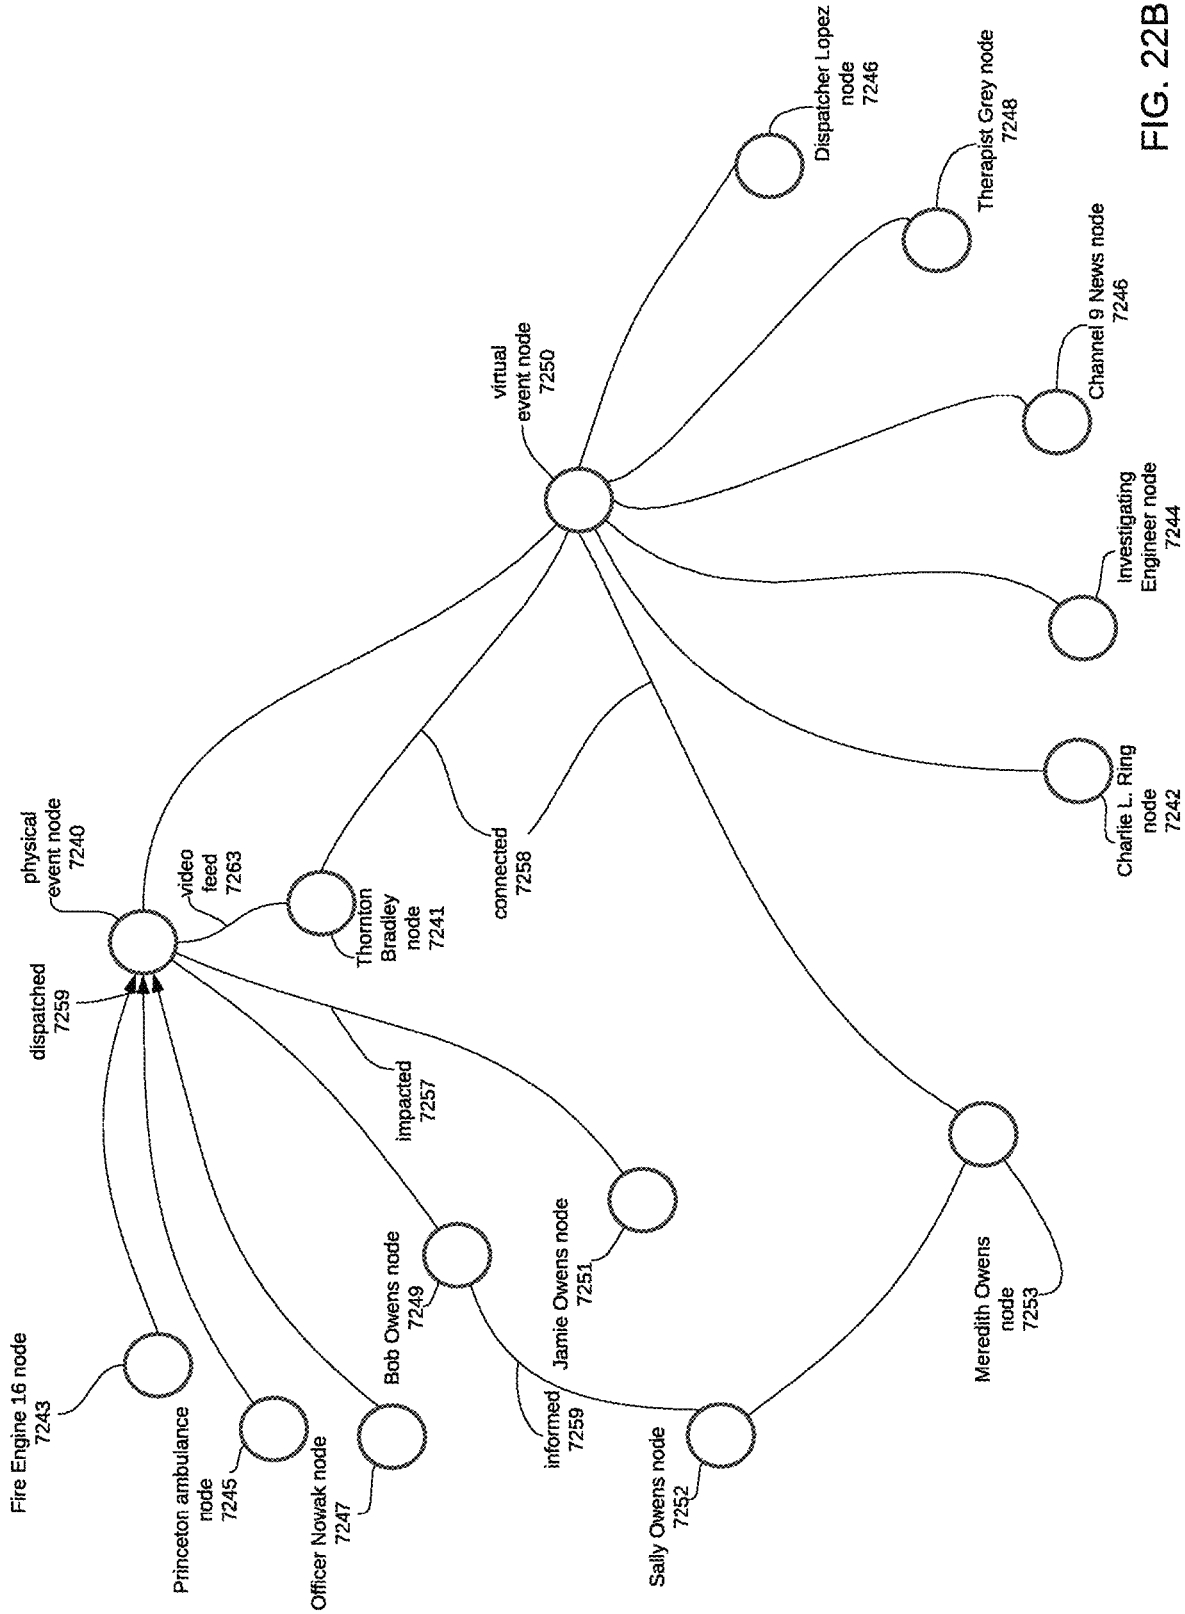 Fire Engine 16 node
7243
Princeton ambulance
node
7245
Officer Nowak node
7247
dispatched
7259
physical
event node
7240
video
feed
7263
Thornton
Bradley
node
7241
impacted
7257
Bob Owens node
7249
Jamie Owens node
7251
informed
7259
Sally Owens node
7252
Meredith Owens
node
7253
connected
7258
virtual
event node
7250
Dispatcher Lopez
node
7246
Therapist Grey node
7248
Channel 9 News node
7246
Investigating
Engineer node
7244
Charlie L. Ring
node
7242
FIG. 22B